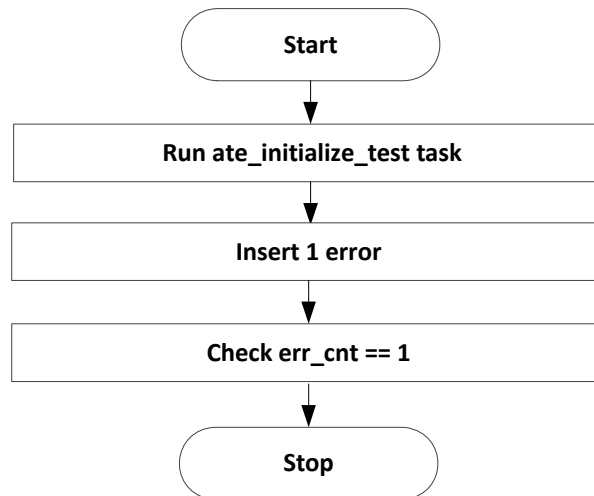 Start
Run ate_initialize_test task
Insert 1 error
Check err_cnt == 1
Stop